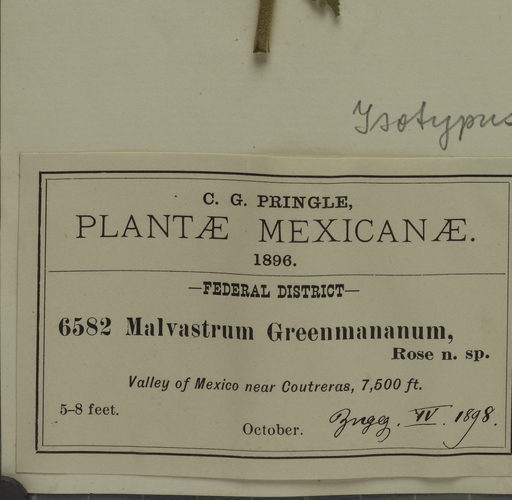 Isotypus
C. G. PRINGLE,
PLANTÆ MEXICANÆ.
1896.
—FEDERAL DISTRICT—
6582 Malvastrum Greenmananum,
Rose n. sp.
Valley of Mexico near Coutreras, 7,500 ft.
5–8 feet.
October.
1898.